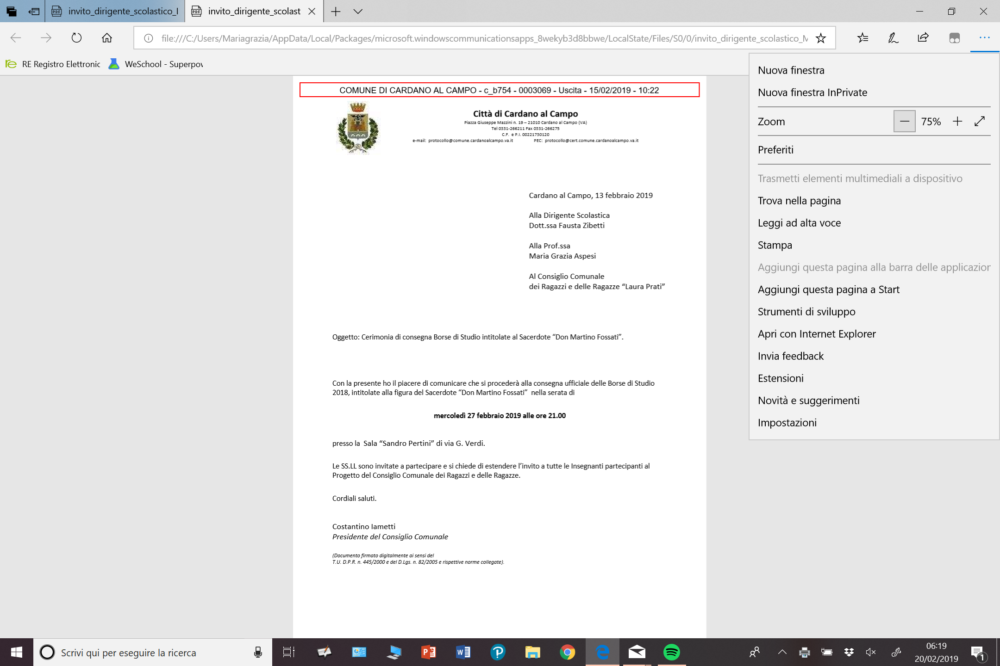 invito_dirigente_scolastico_I
invito_dirigente_scolast
file:///C:/Users/Mariagrazia/AppData/Local/Packages/microsoft.windowscommunicationsapps_8wekyb3d8bbwe/LocalState/Files/S0/0/invito_dirigente_scolastico_M
RE Registro Elettronic
WeSchool - Superpov
COMUNE DI CARDANO AL CAMPO - c_b754 - 0003069 - Uscita - 15/02/2019 - 10:22
Città di Cardano al Campo
Piazza Giuseppe Mazzini n. 19 – 21010 Cardano al Campo (VA)
Tel 0331-266211 Fax 0331-266275
C.F. e P.I. 00221730120
e-mail: protocollo@comune.cardanoalcampo.va.it PEC: protocollo@cert.comune.cardanoalcampo.va.it
Cardano al Campo, 13 febbraio 2019
Alla Dirigente Scolastica
Dott.ssa Fausta Zibetti
Alla Prof.ssa
Maria Grazia Aspesi
Al Consiglio Comunale
dei Ragazzi e delle Ragazze “Laura Prati”
Oggetto: Cerimonia di consegna Borse di Studio intitolate al Sacerdote “Don Martino Fossati”.
Con la presente ho il piacere di comunicare che si procederà alla consegna ufficiale delle Borse di Studio
2018, intitolate alla figura del Sacerdote “Don Martino Fossati” nella serata di
mercoledì 27 febbraio 2019 alle ore 21.00
presso la Sala “Sandro Pertini” di via G. Verdi.
Le SS.LL sono invitate a partecipare e si chiede di estendere l’invito a tutte le Insegnanti partecipanti al
Progetto del Consiglio Comunale dei Ragazzi e delle Ragazze.
Cordiali saluti.
Costantino Iametti
Presidente del Consiglio Comunale
(Documento firmato digitalmente ai sensi del
T.U. D.P.R. n. 445/2000 e del D.Lgs. n. 82/2005 e rispettive norme collegate).
Nuova finestra
Nuova finestra InPrivate
Zoom 75%
Preferiti
Trasmetti elementi multimediali a dispositivo
Trova nella pagina
Leggi ad alta voce
Stampa
Aggiungi questa pagina alla barra delle applicazior
Aggiungi questa pagina a Start
Strumenti di sviluppo
Apri con Internet Explorer
Invia feedback
Estensioni
Novità e suggerimenti
Impostazioni
Scrivi qui per eseguire la ricerca
06:19
20/02/2019
1